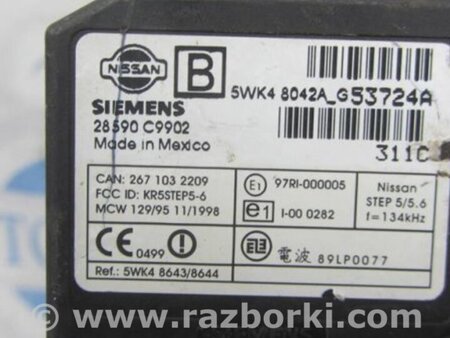 NISSAN
B
5WK4 8042A_G53724A
SIEMENS
28590 C9902
Made in Mexico
311C
CAN: 267 103 2209
FCC ID: KR5STEP5-6
MCW 129/95 11/1998
E1 97RI-000005
e1 I-00 0282
Nissan
STEP 5/5.6
f=134kHz
CE 0499
電波 89LP0077
Ref.: 5WK4 8643/8644
www.razborki.com